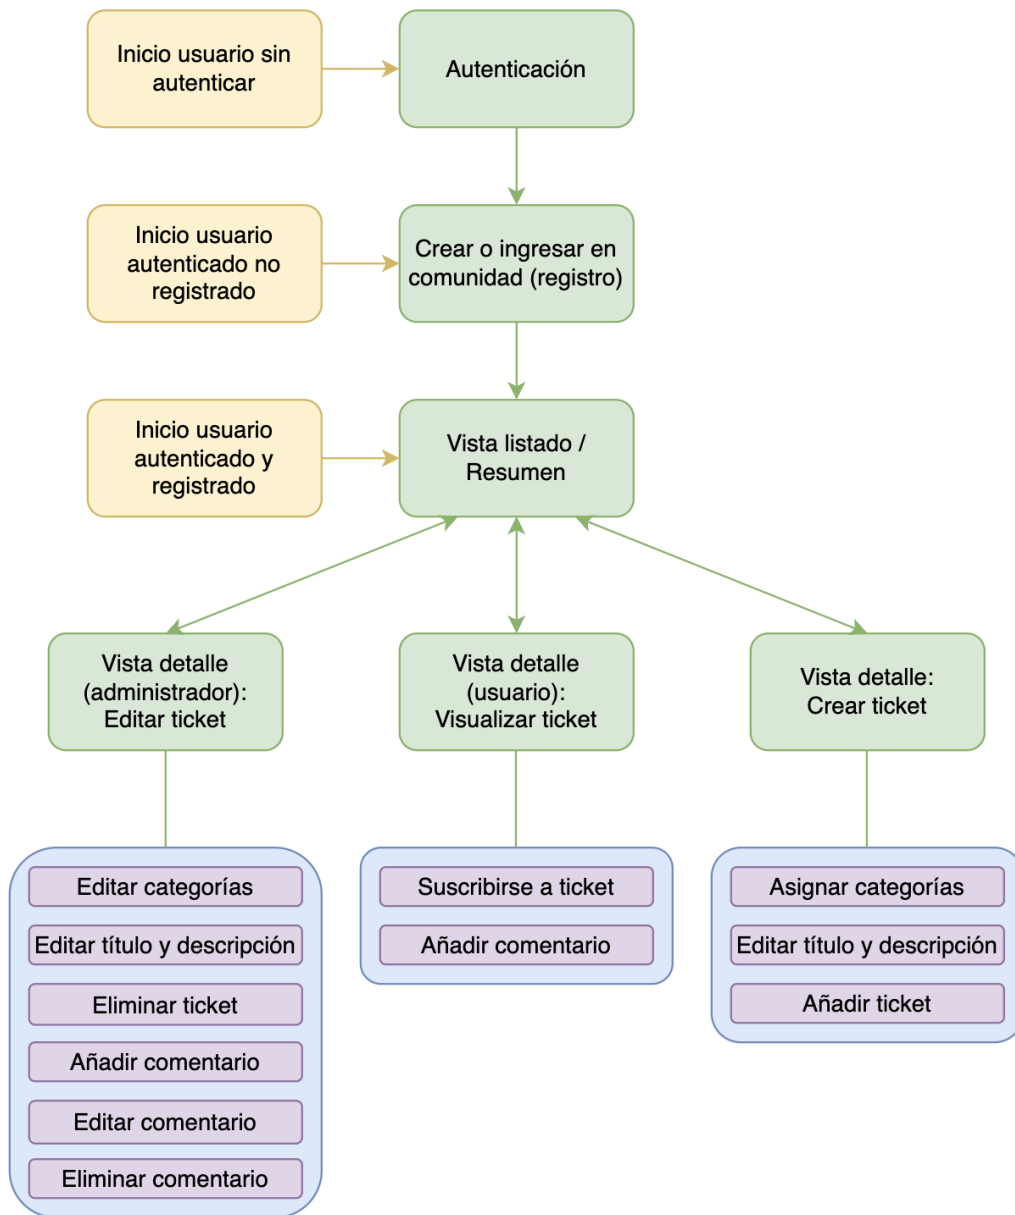 Inicio usuario sin
autenticar
Autenticación
Inicio usuario
autenticado no
registrado
Crear o ingresar en
comunidad (registro)
Inicio usuario
autenticado y
registrado
Vista listado /
Resumen
Vista detalle
(administrador):
Editar ticket
Vista detalle
(usuario):
Visualizar ticket
Vista detalle:
Crear ticket
Editar categorías
Editar título y descripción
Eliminar ticket
Añadir comentario
Editar comentario
Eliminar comentario
Suscribirse a ticket
Añadir comentario
Asignar categorías
Editar título y descripción
Añadir ticket